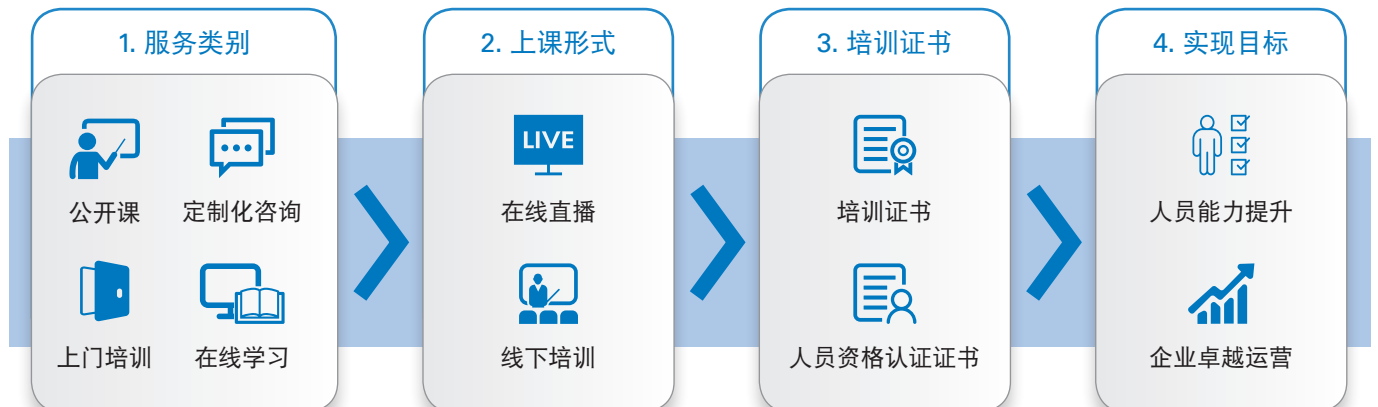 1. 服务类别
公开课
定制化咨询
上门培训
在线学习
2. 上课形式
LIVE
在线直播
线下培训
3. 培训证书
培训证书
人员资格认证证书
4. 实现目标
人员能力提升
企业卓越运营